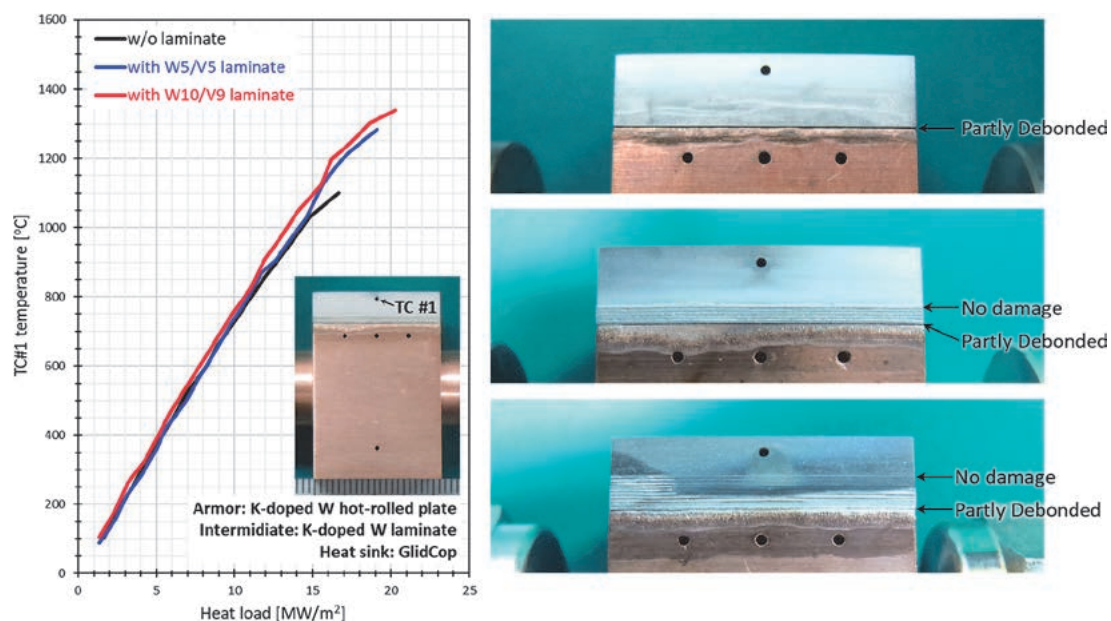 1600
1400
1200
1000
800
600
400
200
0
TC#1 temperature [°C]
w/o laminate
with W5/V5 laminate
with W10/V9 laminate
TC #1
Armor: K-doped W hot-rolled plate
Intermidiate: K-doped W laminate
Heat sink: GlidCop
0 5 10 15 20 25
Heat load [MW/m²]
Partly Debonded
No damage
Partly Debonded
No damage
Partly Debonded